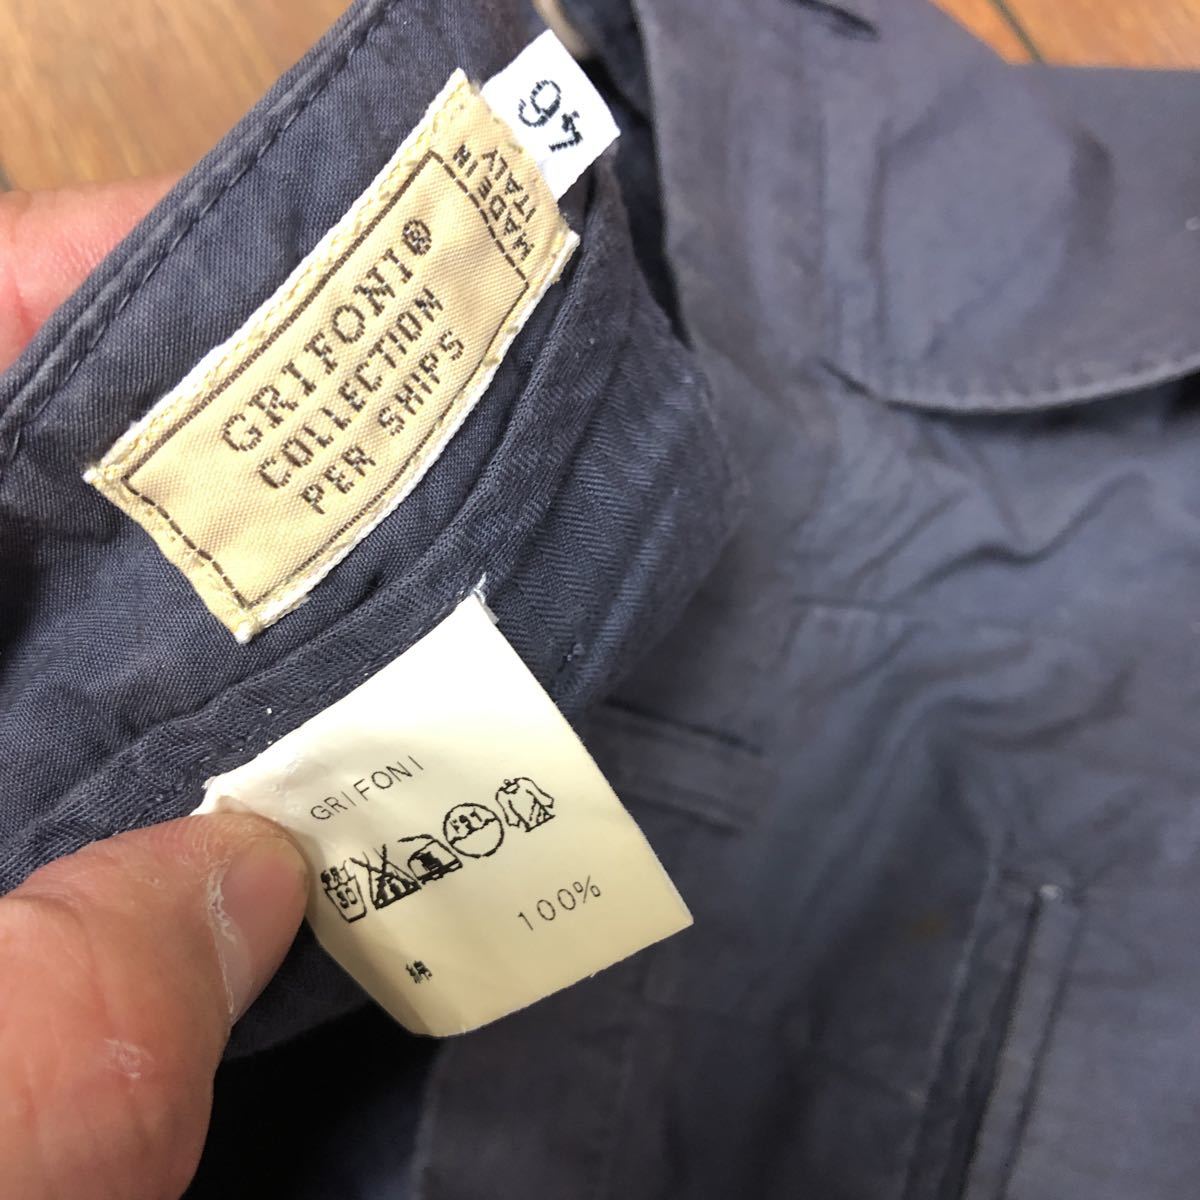 46
MADE IN
ITALY
GRIFONI®
COLLECTION
PER SHIPS
GRIFONI
綿
100%